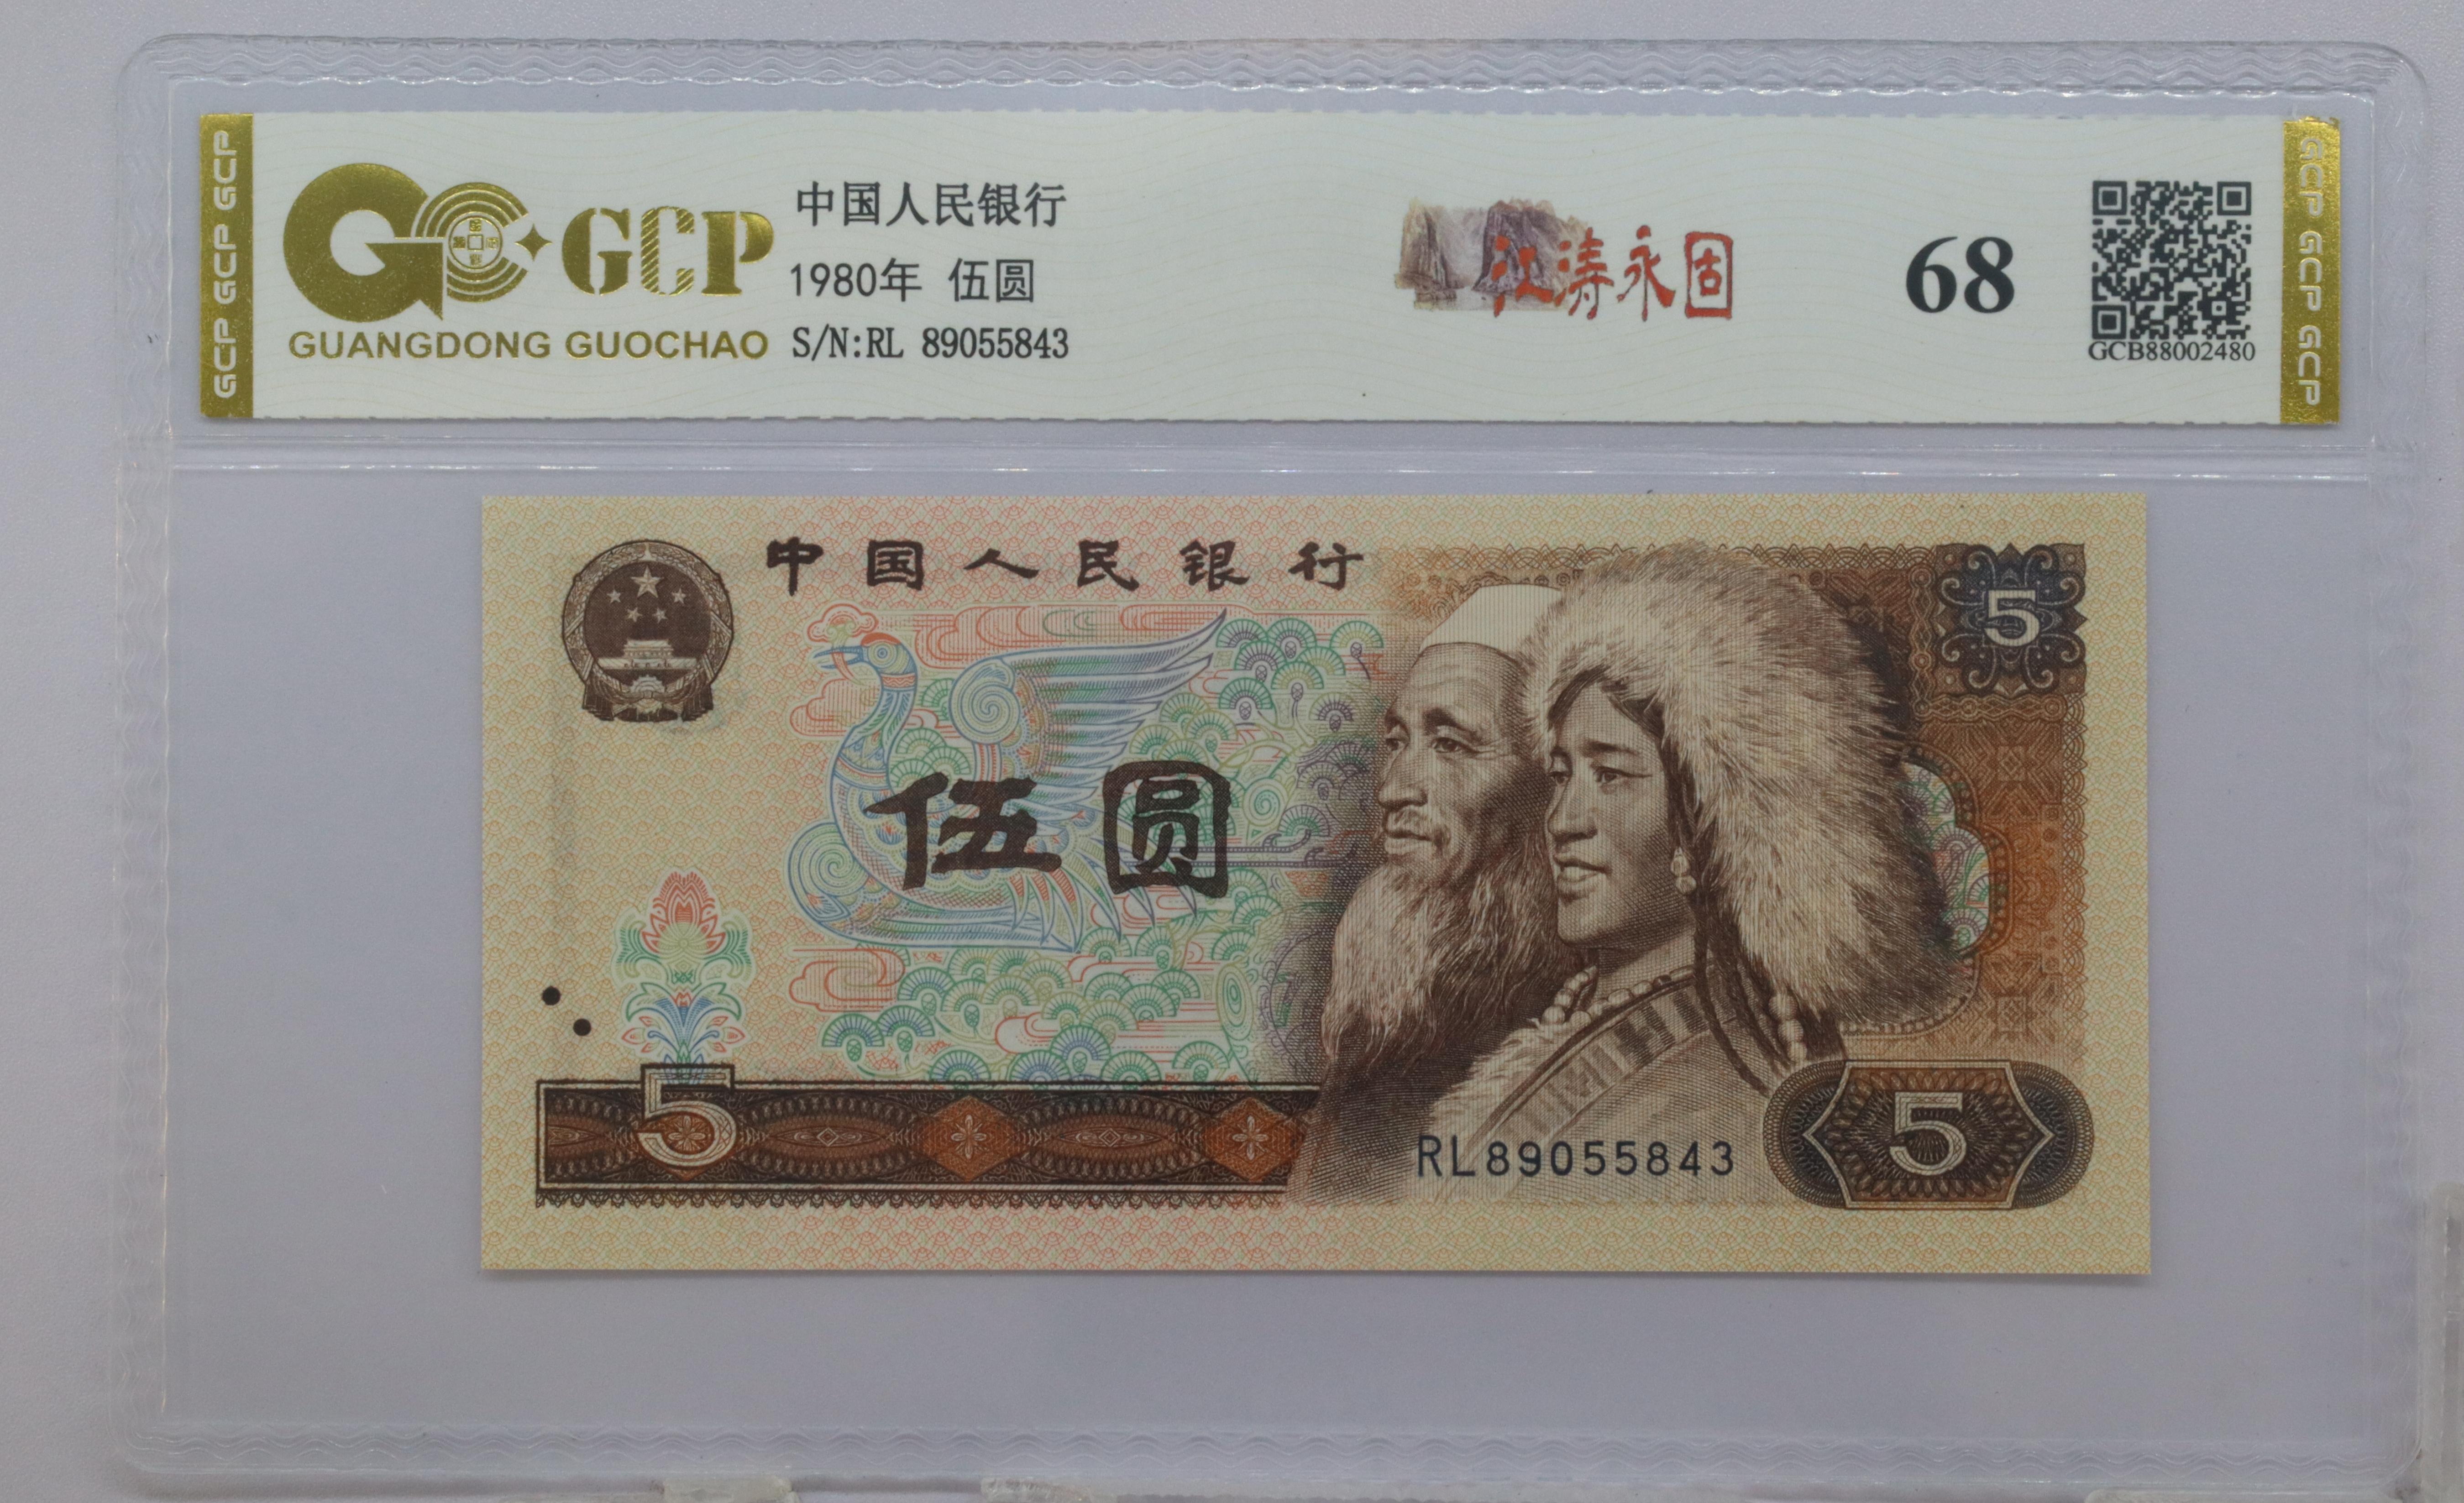 GCP GCP GCP
GCP
GUANGDONG GUOCHAO
中国人民银行
1980年 伍圆
S/N:RL 89055843
江涛永固
68
GCB88002480
GCP GCP GCP
中国人民银行
5
伍圆
5
RL89055843
5